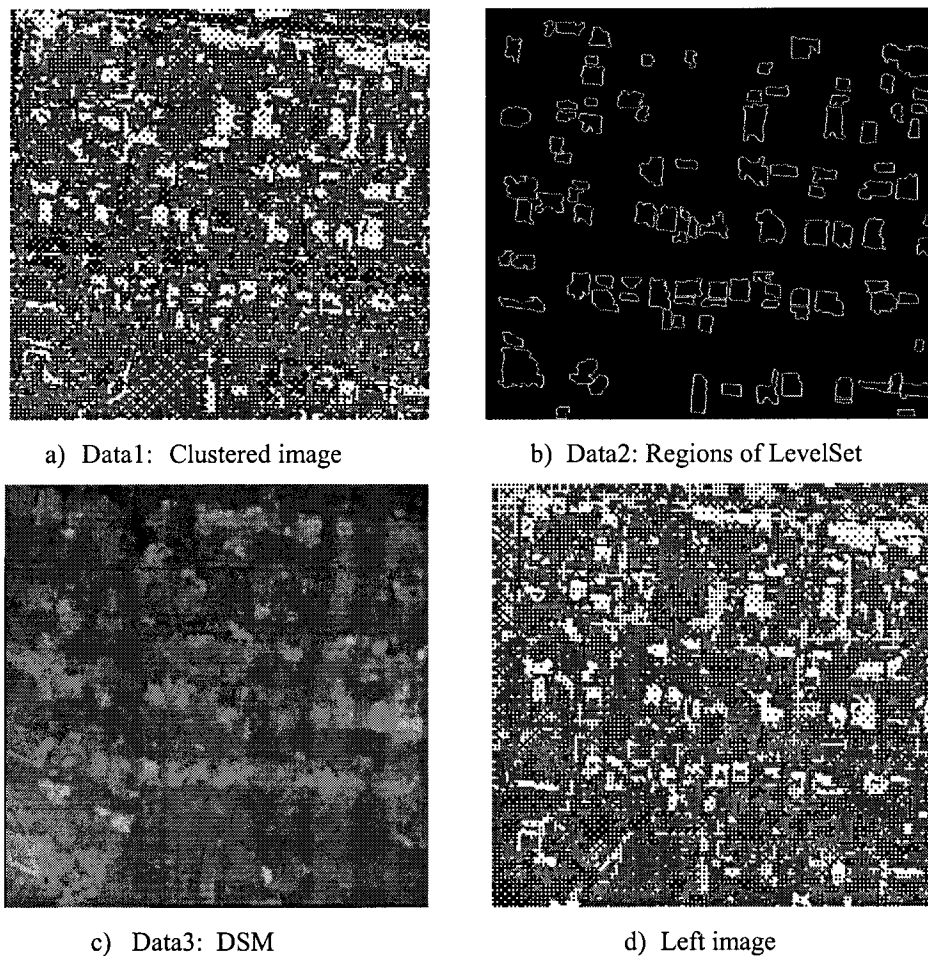 a) Data1: Clustered image
b) Data2: Regions of LevelSet
c) Data3: DSM
d) Left image